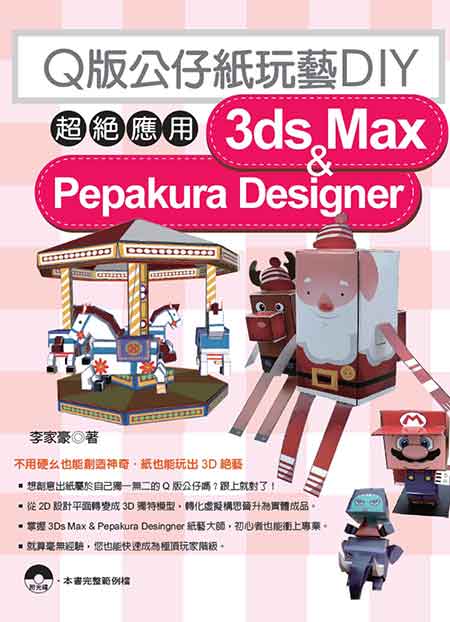 Q版公仔紙玩藝DIY
超絕應用
3ds Max
&
Pepakura Designer
李家豪◎著
不用硬幺也能創造神奇‧紙也能玩出 3D 絕藝
■ 想創意出紙屬於自己獨一無二的 Q 版公仔嗎？跟上就對了！
■ 從 2D 設計平面轉變成 3D 獨特模型，轉化虛擬構思晉升為實體成品。
■ 掌握 3Ds Max & Pepakura Desingner 紙藝大師，初心者也能衝上專業。
■ 就算毫無經驗，您也能快速成為極頂玩家階級。
附光碟
‧本書完整範例檔
M